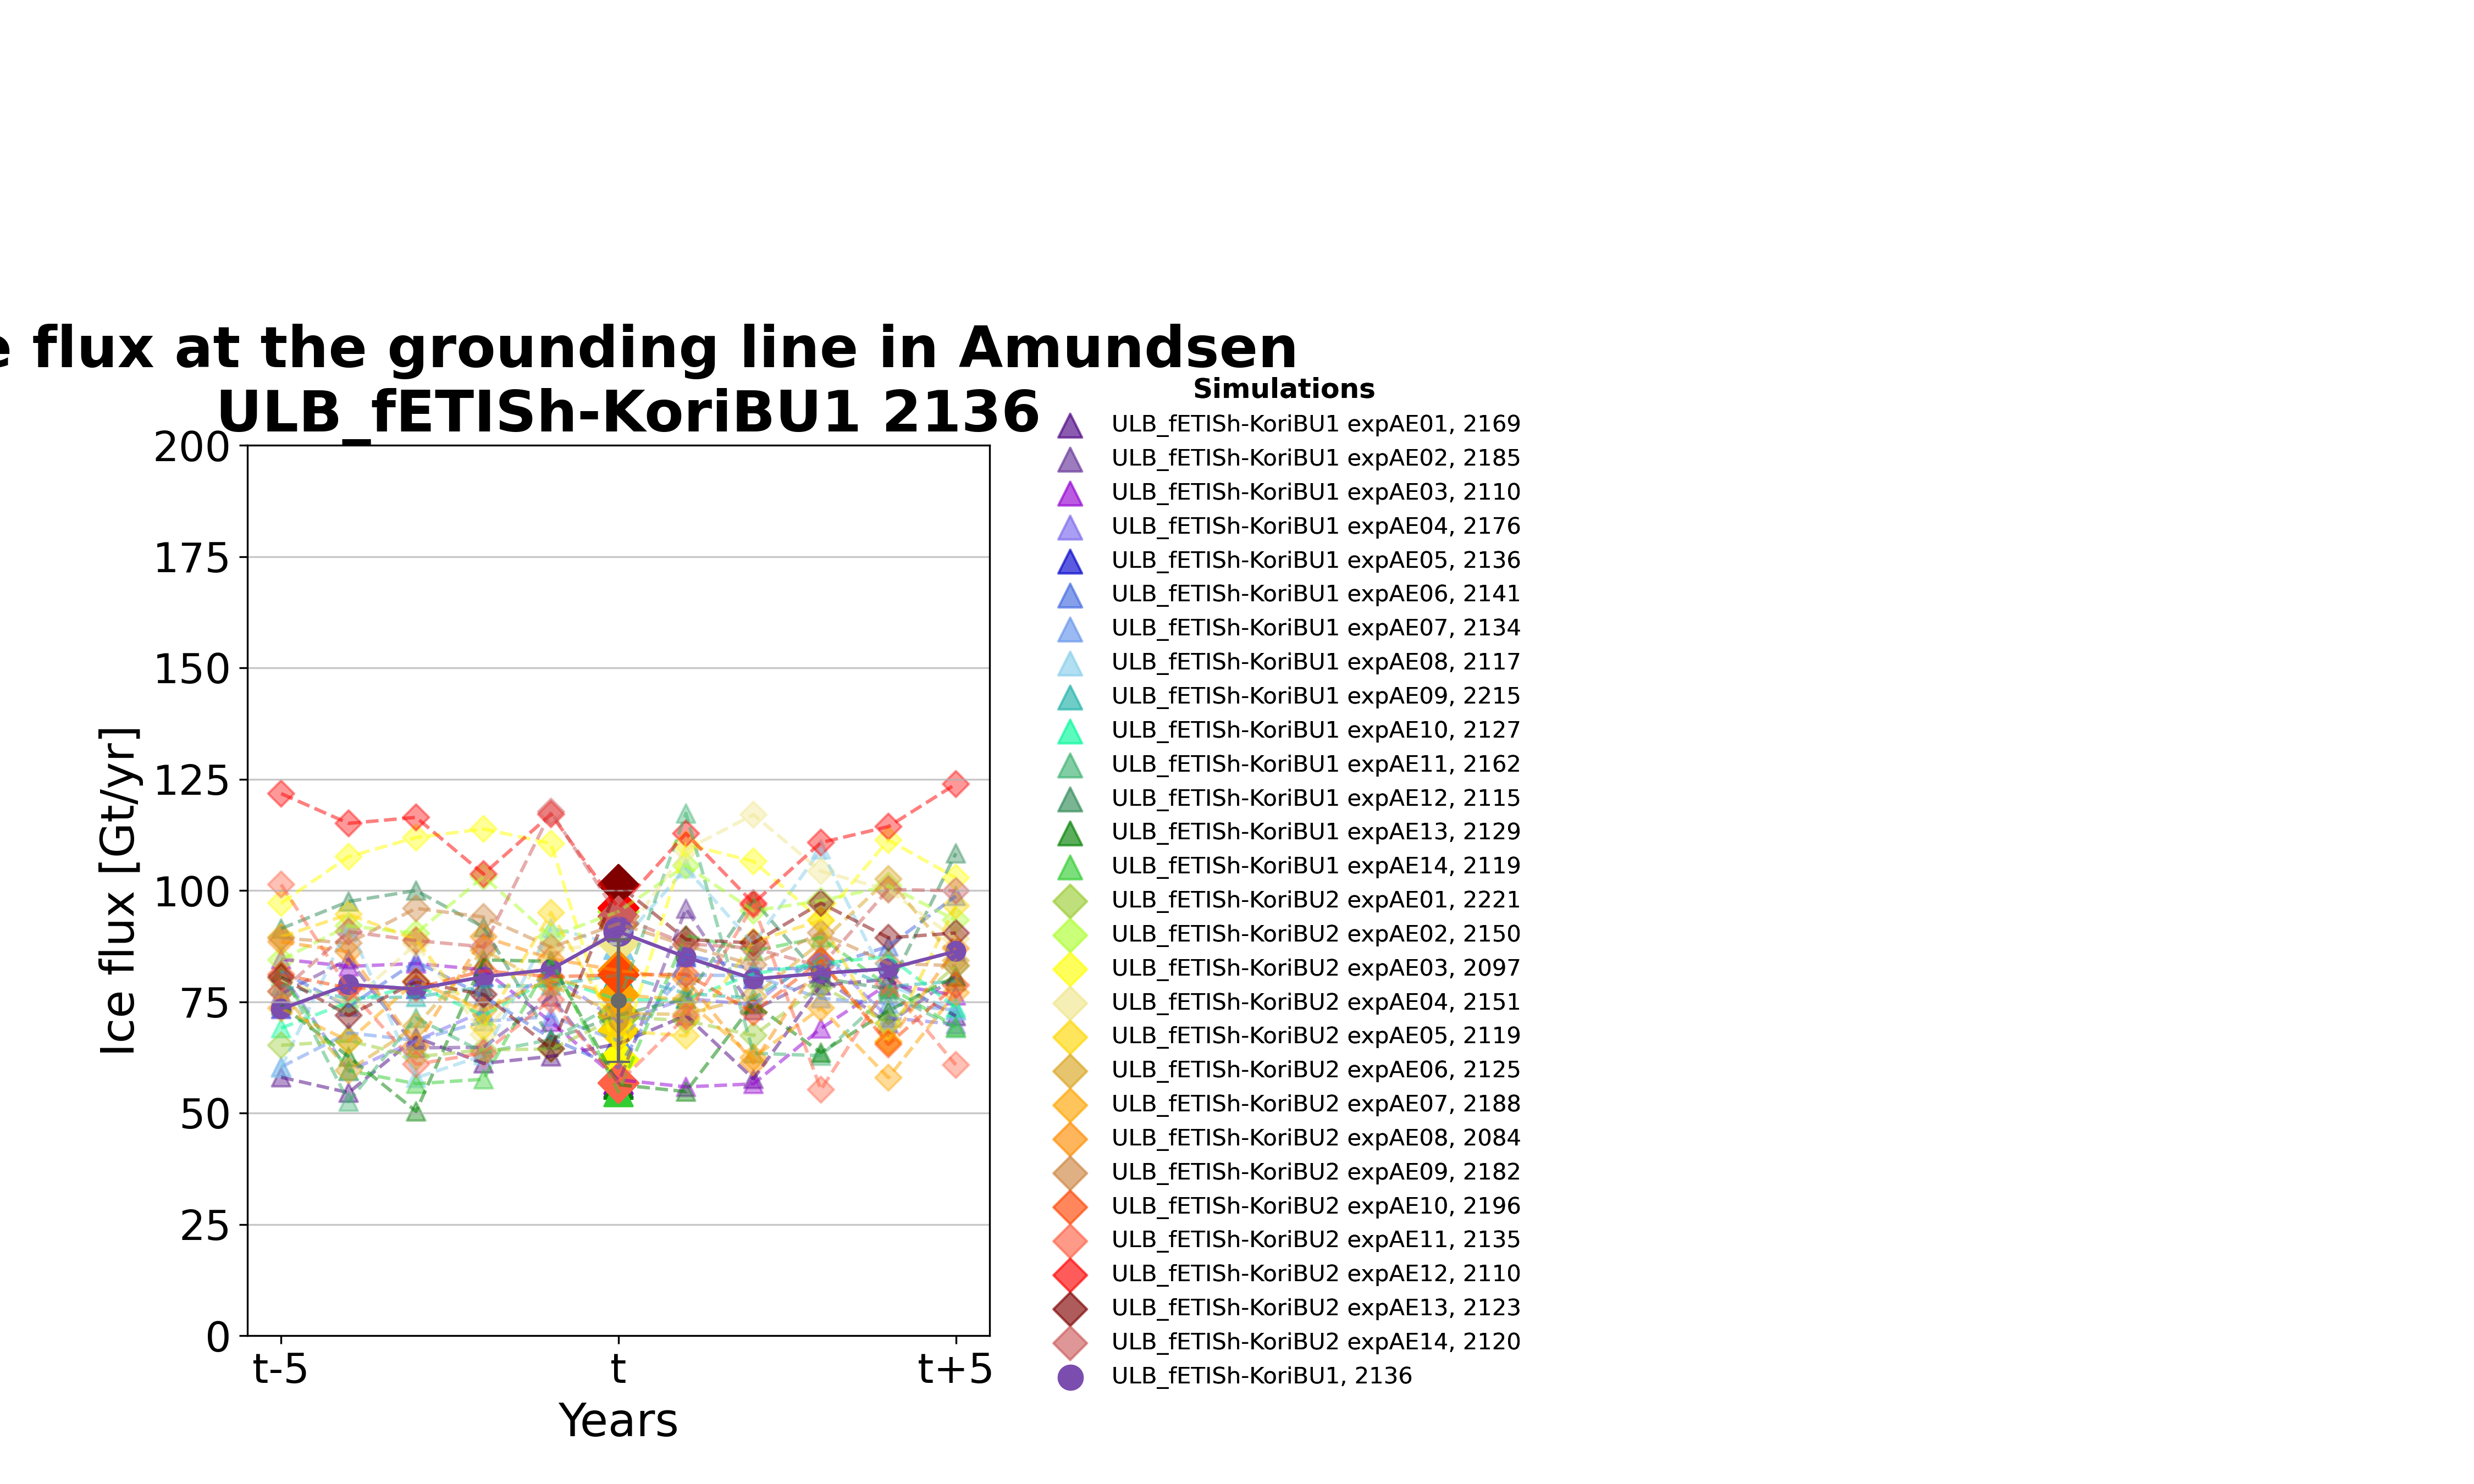 e flux at the grounding line in Amundsen
ULB_fETISh-KoriBU1 2136
Simulations
ULB_fETISh-KoriBU1 expAE01, 2169
ULB_fETISh-KoriBU1 expAE02, 2185
ULB_fETISh-KoriBU1 expAE03, 2110
ULB_fETISh-KoriBU1 expAE04, 2176
ULB_fETISh-KoriBU1 expAE05, 2136
ULB_fETISh-KoriBU1 expAE06, 2141
ULB_fETISh-KoriBU1 expAE07, 2134
ULB_fETISh-KoriBU1 expAE08, 2117
ULB_fETISh-KoriBU1 expAE09, 2215
ULB_fETISh-KoriBU1 expAE10, 2127
ULB_fETISh-KoriBU1 expAE11, 2162
ULB_fETISh-KoriBU1 expAE12, 2115
ULB_fETISh-KoriBU1 expAE13, 2129
ULB_fETISh-KoriBU1 expAE14, 2119
ULB_fETISh-KoriBU2 expAE01, 2221
ULB_fETISh-KoriBU2 expAE02, 2150
ULB_fETISh-KoriBU2 expAE03, 2097
ULB_fETISh-KoriBU2 expAE04, 2151
ULB_fETISh-KoriBU2 expAE05, 2119
ULB_fETISh-KoriBU2 expAE06, 2125
ULB_fETISh-KoriBU2 expAE07, 2188
ULB_fETISh-KoriBU2 expAE08, 2084
ULB_fETISh-KoriBU2 expAE09, 2182
ULB_fETISh-KoriBU2 expAE10, 2196
ULB_fETISh-KoriBU2 expAE11, 2135
ULB_fETISh-KoriBU2 expAE12, 2110
ULB_fETISh-KoriBU2 expAE13, 2123
ULB_fETISh-KoriBU2 expAE14, 2120
ULB_fETISh-KoriBU1, 2136
Ice flux [Gt/yr]
200
175
150
125
100
75
50
25
0
t-5
t
t+5
Years